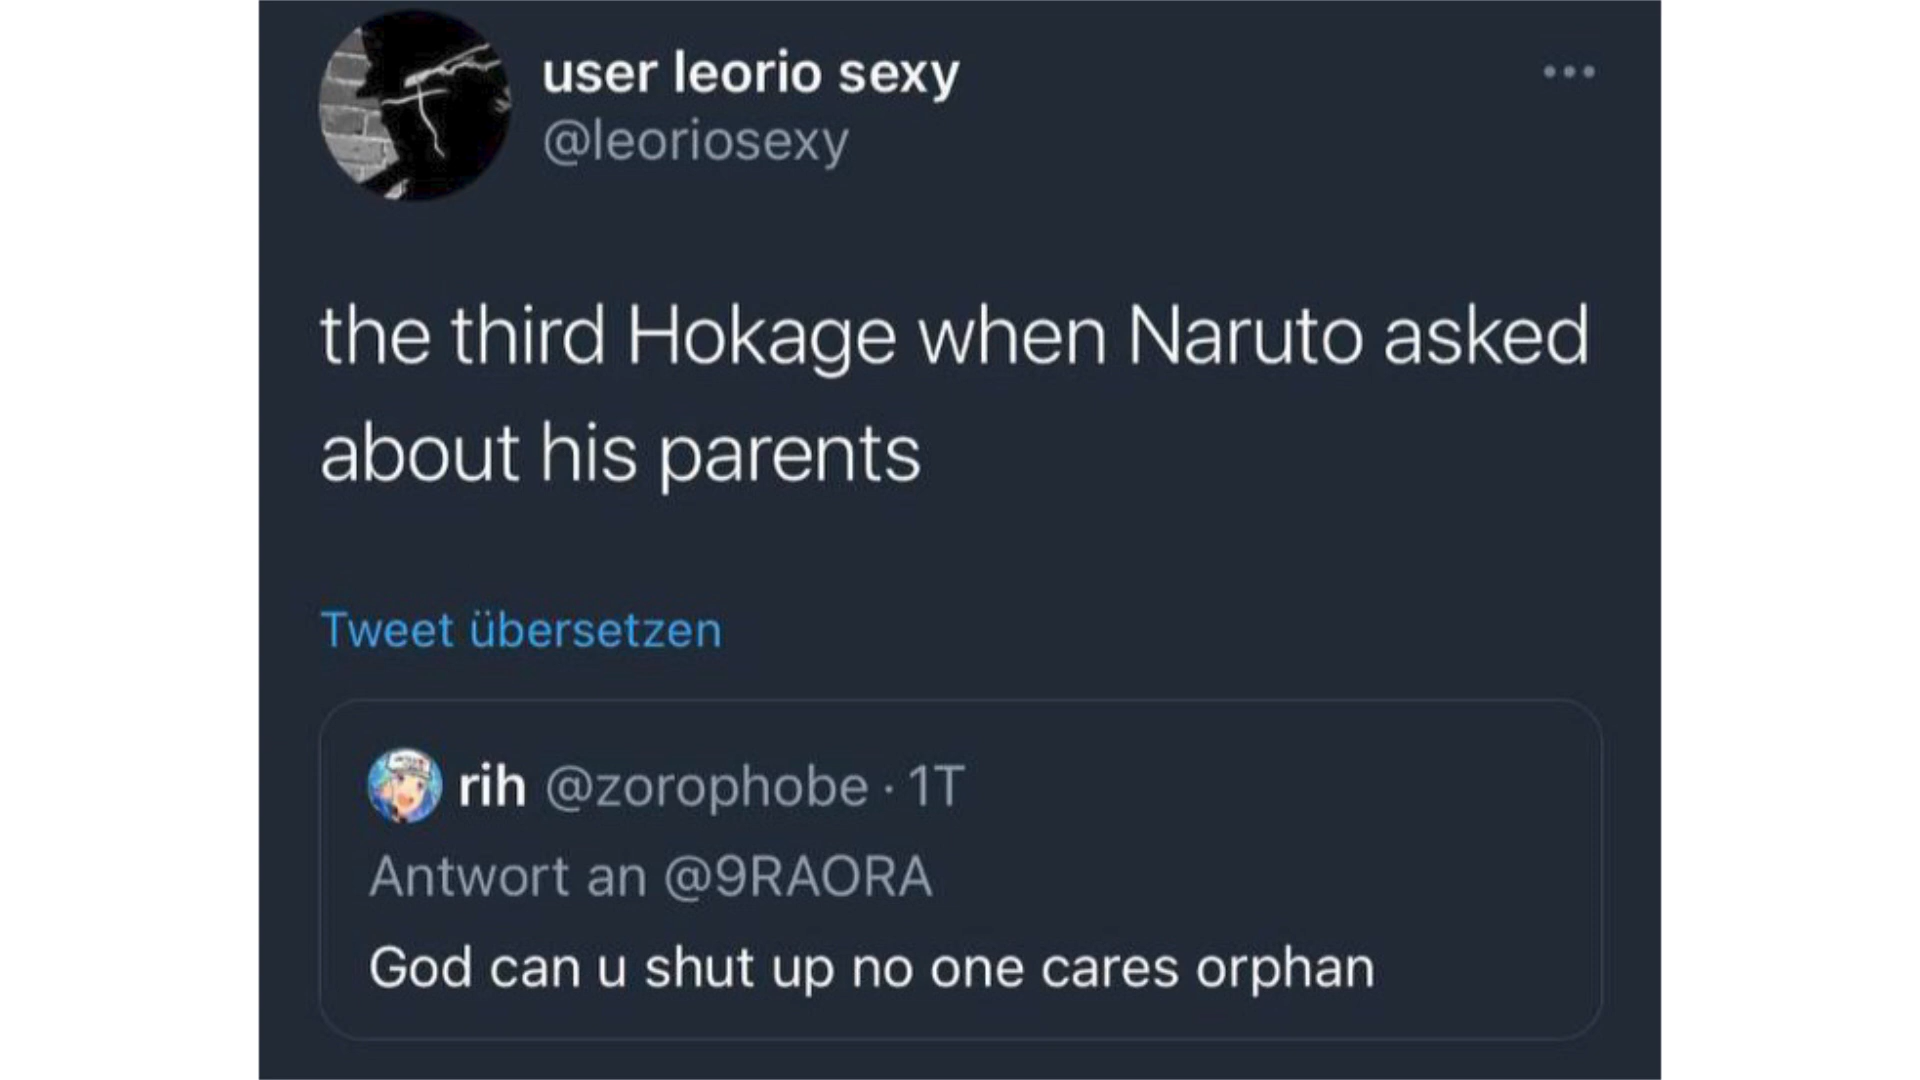 user leorio sexy
@leoriosexy
the third Hokage when Naruto asked
about his parents
Tweet übersetzen
rih @zorophobe · 1T
Antwort an @9RAORA
God can u shut up no one cares orphan